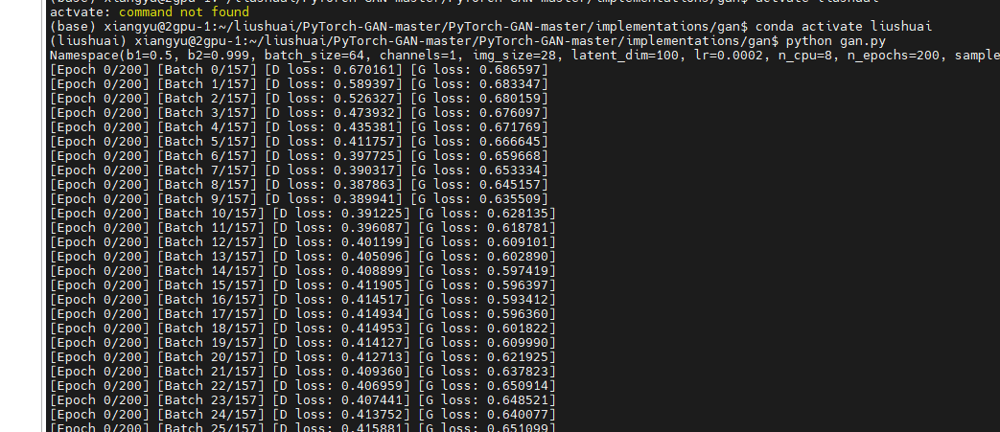 (base) xiangyu@2gpu-1:~/liushuai/PyTorch-GAN-master/PyTorch-GAN-master/implementations/gan$ actvate liushuai
actvate: command not found
(base) xiangyu@2gpu-1:~/liushuai/PyTorch-GAN-master/PyTorch-GAN-master/implementations/gan$ conda activate liushuai
(liushuai) xiangyu@2gpu-1:~/liushuai/PyTorch-GAN-master/PyTorch-GAN-master/implementations/gan$ python gan.py
Namespace(b1=0.5, b2=0.999, batch_size=64, channels=1, img_size=28, latent_dim=100, lr=0.0002, n_cpu=8, n_epochs=200, sample
[Epoch 0/200] [Batch 0/157] [D loss: 0.670161] [G loss: 0.686597]
[Epoch 0/200] [Batch 1/157] [D loss: 0.589397] [G loss: 0.683347]
[Epoch 0/200] [Batch 2/157] [D loss: 0.526327] [G loss: 0.680159]
[Epoch 0/200] [Batch 3/157] [D loss: 0.473932] [G loss: 0.676097]
[Epoch 0/200] [Batch 4/157] [D loss: 0.435381] [G loss: 0.671769]
[Epoch 0/200] [Batch 5/157] [D loss: 0.411757] [G loss: 0.666645]
[Epoch 0/200] [Batch 6/157] [D loss: 0.397725] [G loss: 0.659668]
[Epoch 0/200] [Batch 7/157] [D loss: 0.390317] [G loss: 0.653334]
[Epoch 0/200] [Batch 8/157] [D loss: 0.387863] [G loss: 0.645157]
[Epoch 0/200] [Batch 9/157] [D loss: 0.389941] [G loss: 0.635509]
[Epoch 0/200] [Batch 10/157] [D loss: 0.391225] [G loss: 0.628135]
[Epoch 0/200] [Batch 11/157] [D loss: 0.396087] [G loss: 0.618781]
[Epoch 0/200] [Batch 12/157] [D loss: 0.401199] [G loss: 0.609101]
[Epoch 0/200] [Batch 13/157] [D loss: 0.405096] [G loss: 0.602890]
[Epoch 0/200] [Batch 14/157] [D loss: 0.408899] [G loss: 0.597419]
[Epoch 0/200] [Batch 15/157] [D loss: 0.411905] [G loss: 0.596397]
[Epoch 0/200] [Batch 16/157] [D loss: 0.414517] [G loss: 0.593412]
[Epoch 0/200] [Batch 17/157] [D loss: 0.414934] [G loss: 0.596360]
[Epoch 0/200] [Batch 18/157] [D loss: 0.414953] [G loss: 0.601822]
[Epoch 0/200] [Batch 19/157] [D loss: 0.414127] [G loss: 0.609990]
[Epoch 0/200] [Batch 20/157] [D loss: 0.412713] [G loss: 0.621925]
[Epoch 0/200] [Batch 21/157] [D loss: 0.409360] [G loss: 0.637823]
[Epoch 0/200] [Batch 22/157] [D loss: 0.406959] [G loss: 0.650914]
[Epoch 0/200] [Batch 23/157] [D loss: 0.407441] [G loss: 0.648521]
[Epoch 0/200] [Batch 24/157] [D loss: 0.413752] [G loss: 0.640077]
[Epoch 0/200] [Batch 25/157] [D loss: 0.415881] [G loss: 0.651099]